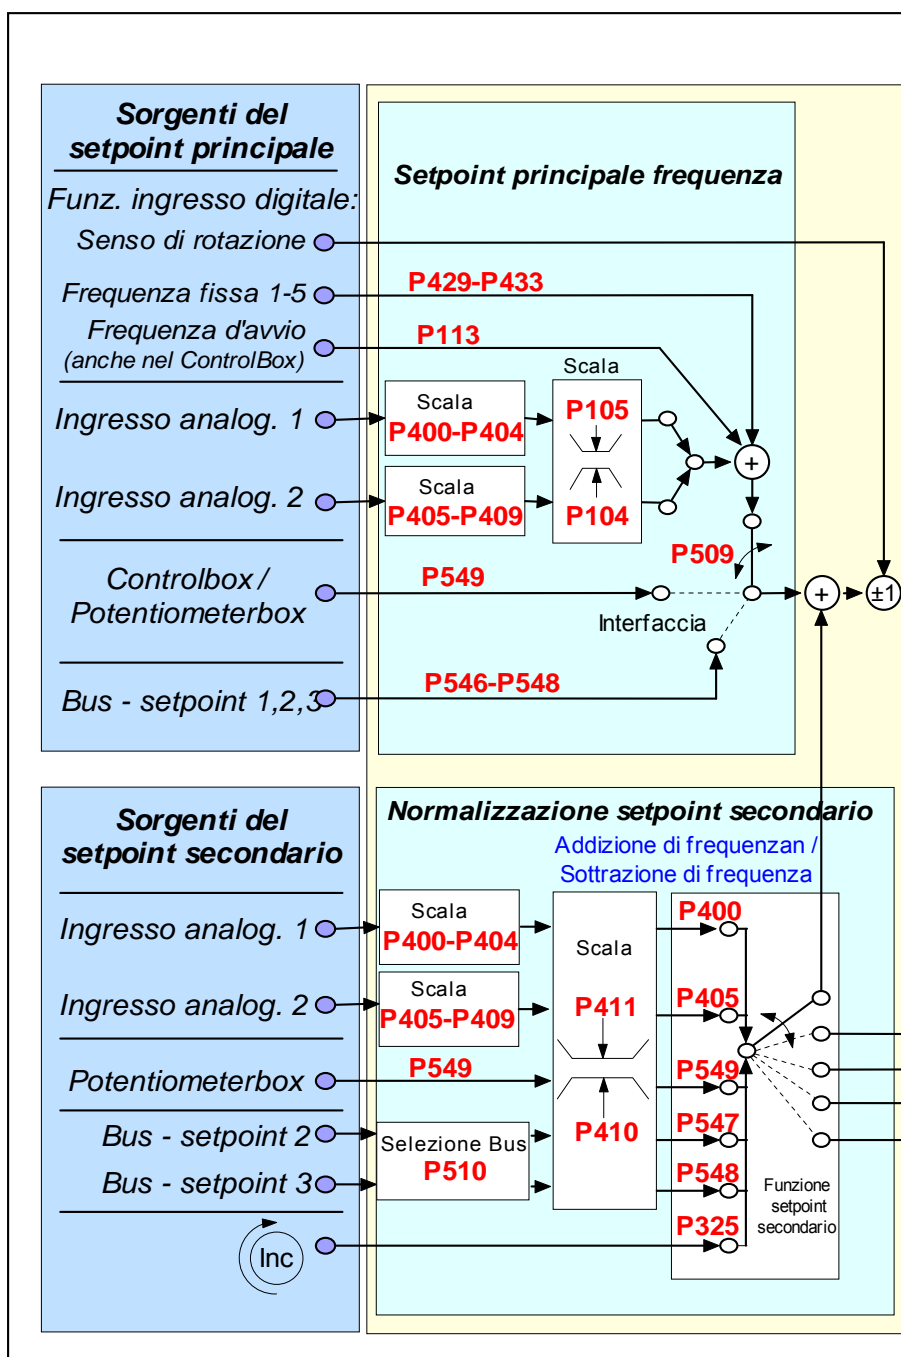 Sorgenti del
setpoint principale
Funz. ingresso digitale:
Senso di rotazione
Frequenza fissa 1-5
Frequenza d'avvio
(anche nel ControlBox)
Ingresso analog. 1
Ingresso analog. 2
Controlbox /
Potentiometerbox
Bus - setpoint 1,2,3
Setpoint principale frequenza
P429-P433
P113
Scala
Scala
P400-P404
P105
Scala
P405-P409
P104
+
P509
P549
Interfaccia
+
±1
P546-P548
Sorgenti del
setpoint secondario
Ingresso analog. 1
Ingresso analog. 2
Potentiometerbox
Bus - setpoint 2
Bus - setpoint 3
Inc
Normalizzazione setpoint secondario
Addizione di frequenzan /
Sottrazione di frequenza
Scala
P400-P404
Scala
P405-P409
P549
Selezione Bus
P510
Scala
P411
P410
P400
P405
P549
P547
P548
P325
Funzione
setpoint
secondario